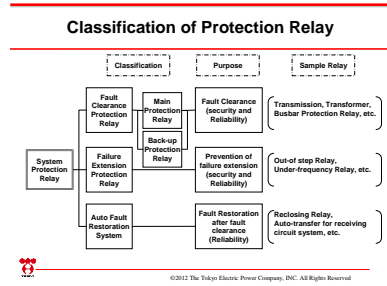 Classification of Protection Relay
Classification
Purpose
Sample Relay
Fault
Clearance
Protection
Relay
Main
Protection
Relay
Back-up
Protection
Relay
Fault Clearance
(security and
Reliability)
Transmission, Transformer,
Busbar Protection Relay, etc.
System
Protection
Relay
Failure
Extension
Protection
Relay
Prevention of
failure extension
(security and
Reliability)
Out-of step Relay,
Under-frequency Relay, etc.
Auto Fault
Restoration
System
Fault Restoration
after fault
clearance
(Reliability)
Reclosing Relay,
Auto-transfer for receiving
circuit system, etc.
©2012 The Tokyo Electric Power Company, INC. All Rights Reserved